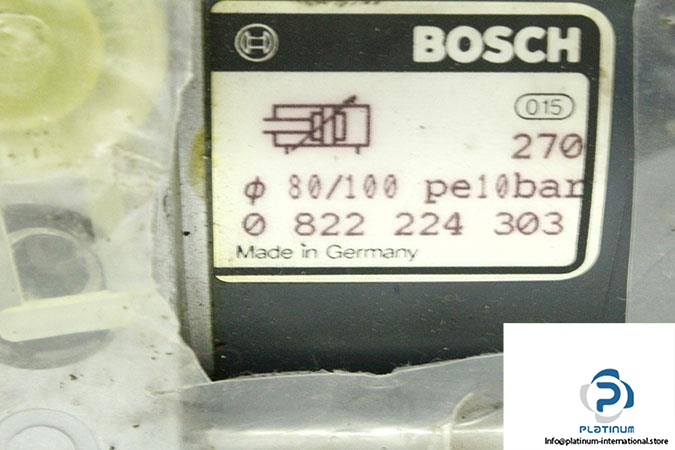 BOSCH
015
270
ϕ 80/100 pe10bar
0 822 224 303
Made in Germany
PLATINUM
Info@platinum-international.store